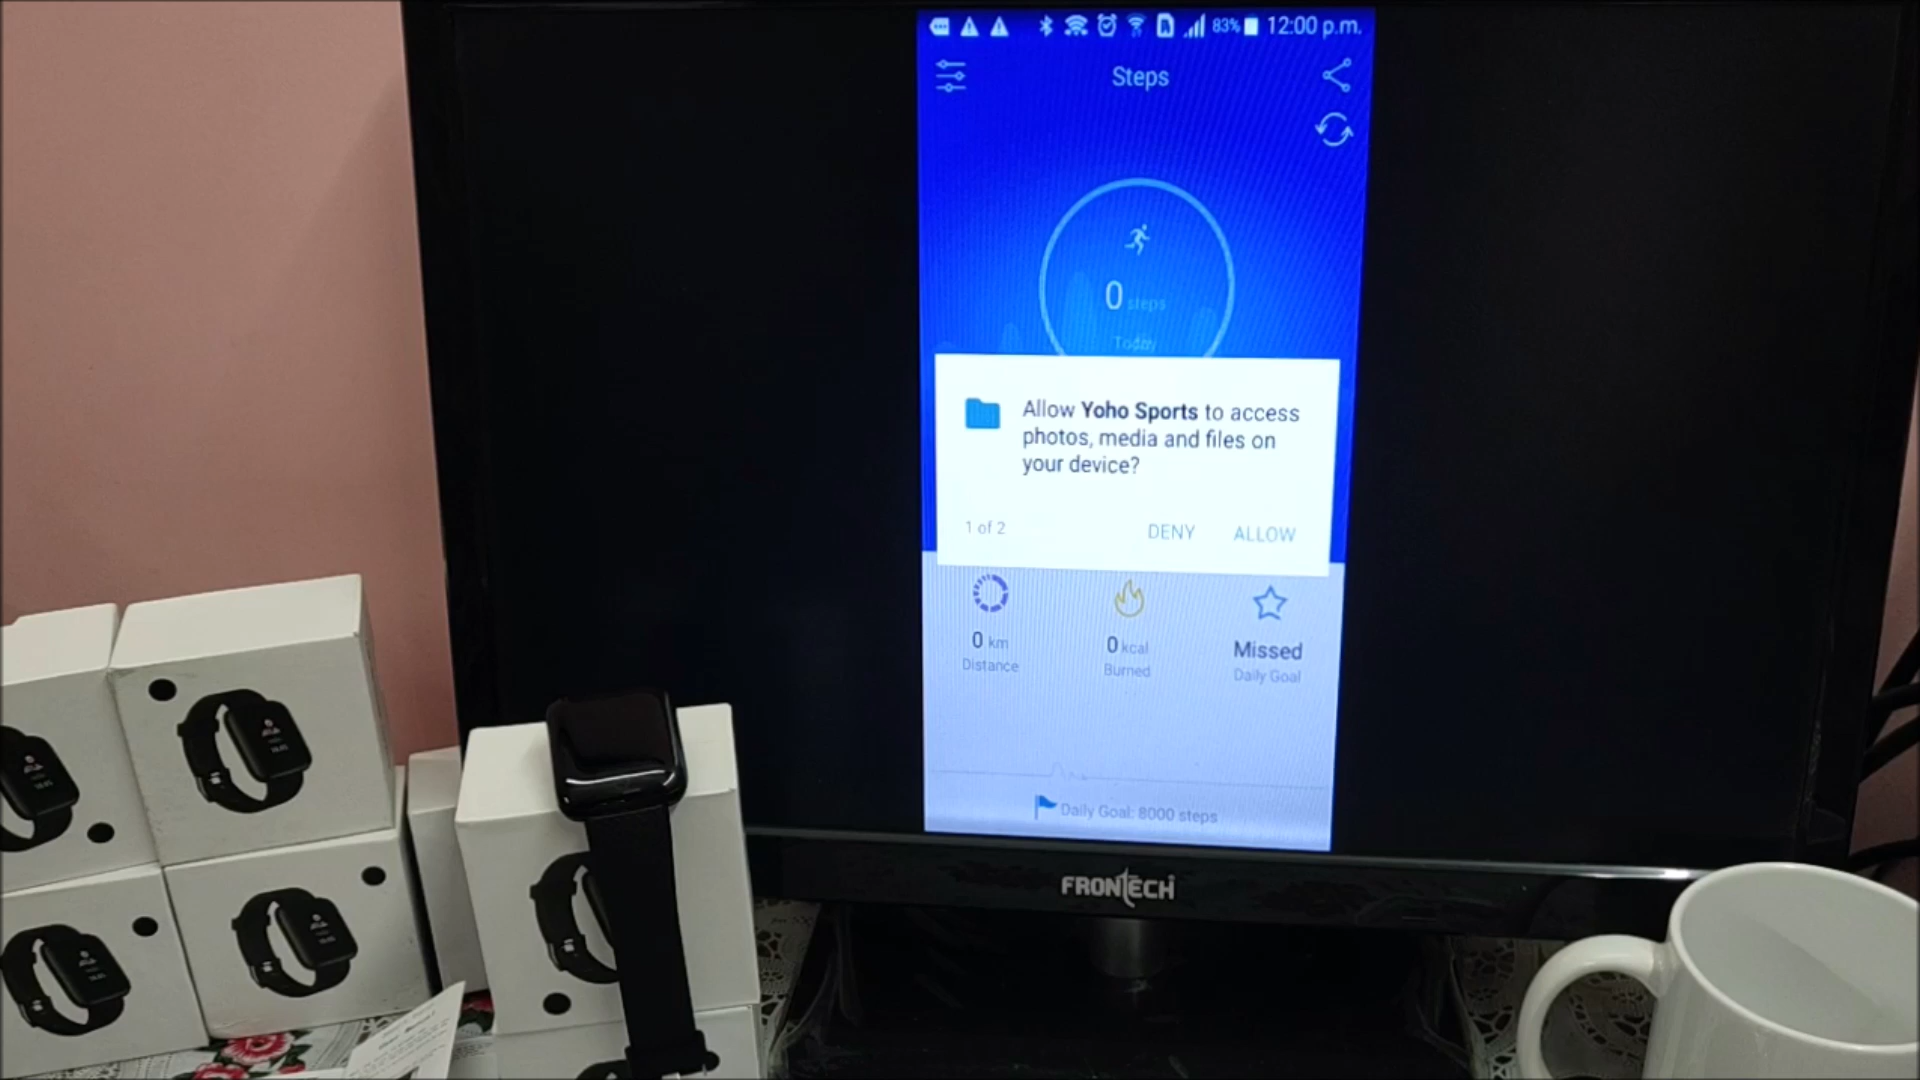 83% 12:00 p.m.
Steps
0 steps
Today
Allow Yoho Sports to access
photos, media and files on
your device?
1 of 2 DENY ALLOW
0 km
Distance
0 kcal
Burned
Missed
Daily Goal
Daily Goal: 8000 steps
FRONTECH